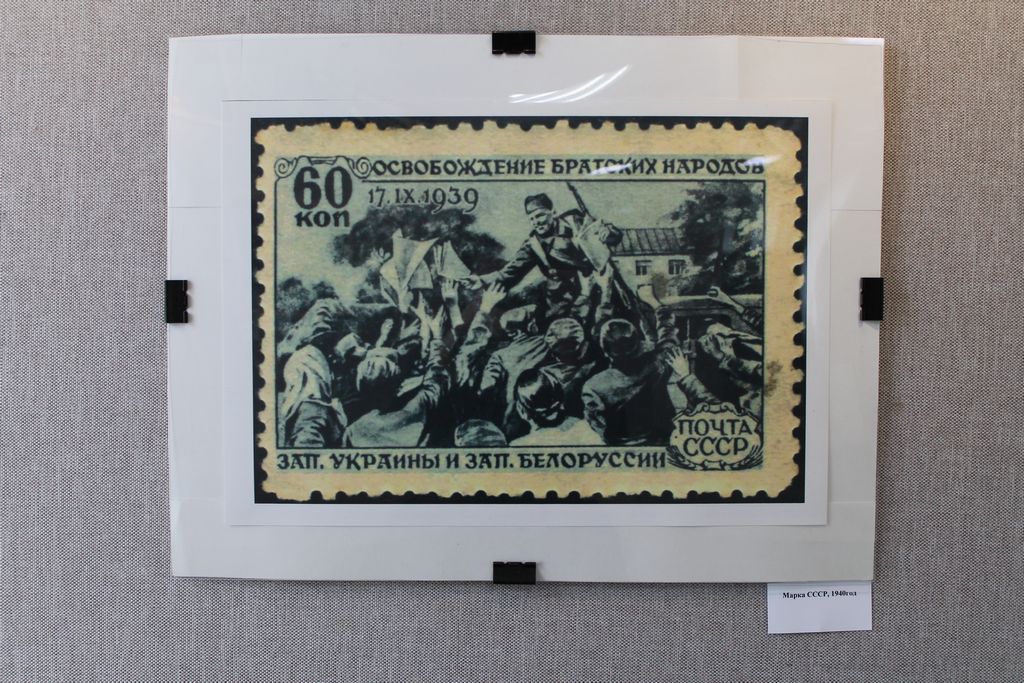 ОСВОБОЖДЕНИЕ БРАТСКИХ НАРОДОВ
60
КОП
17.IX.1939
ПОЧТА
СССР
ЗАП. УКРАИНЫ И ЗАП. БЕЛОРУССИИ
Марка СССР, 1940год